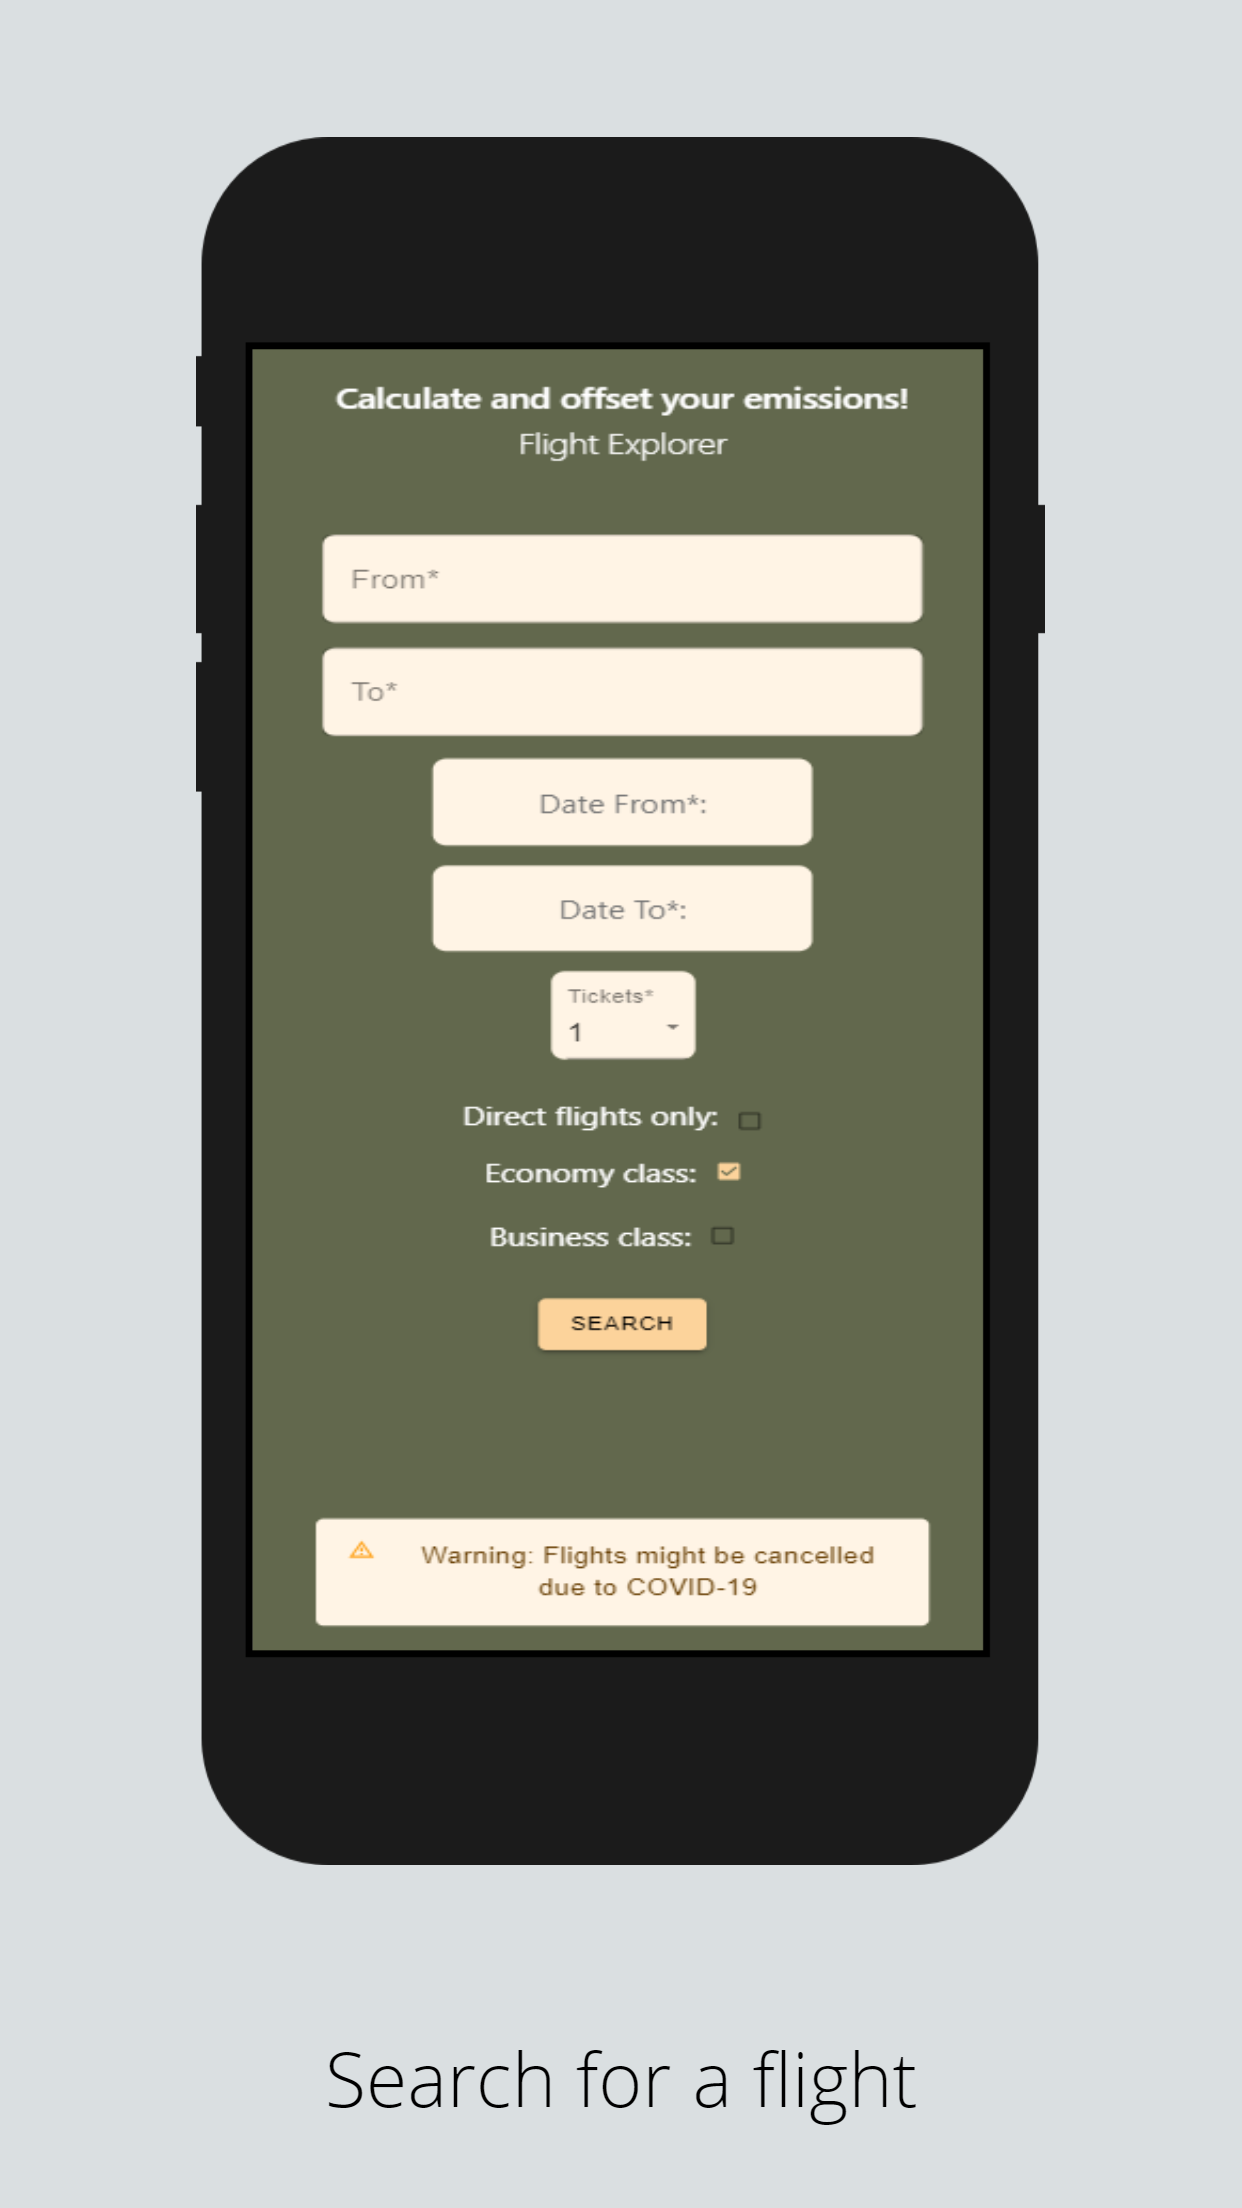 Calculate and offset your emissions!
Flight Explorer
From*
To*
Date From*:
Date To*:
Tickets*
1
Direct flights only:
Economy class:
Business class:
SEARCH
Warning: Flights might be cancelled
due to COVID-19
Search for a flight